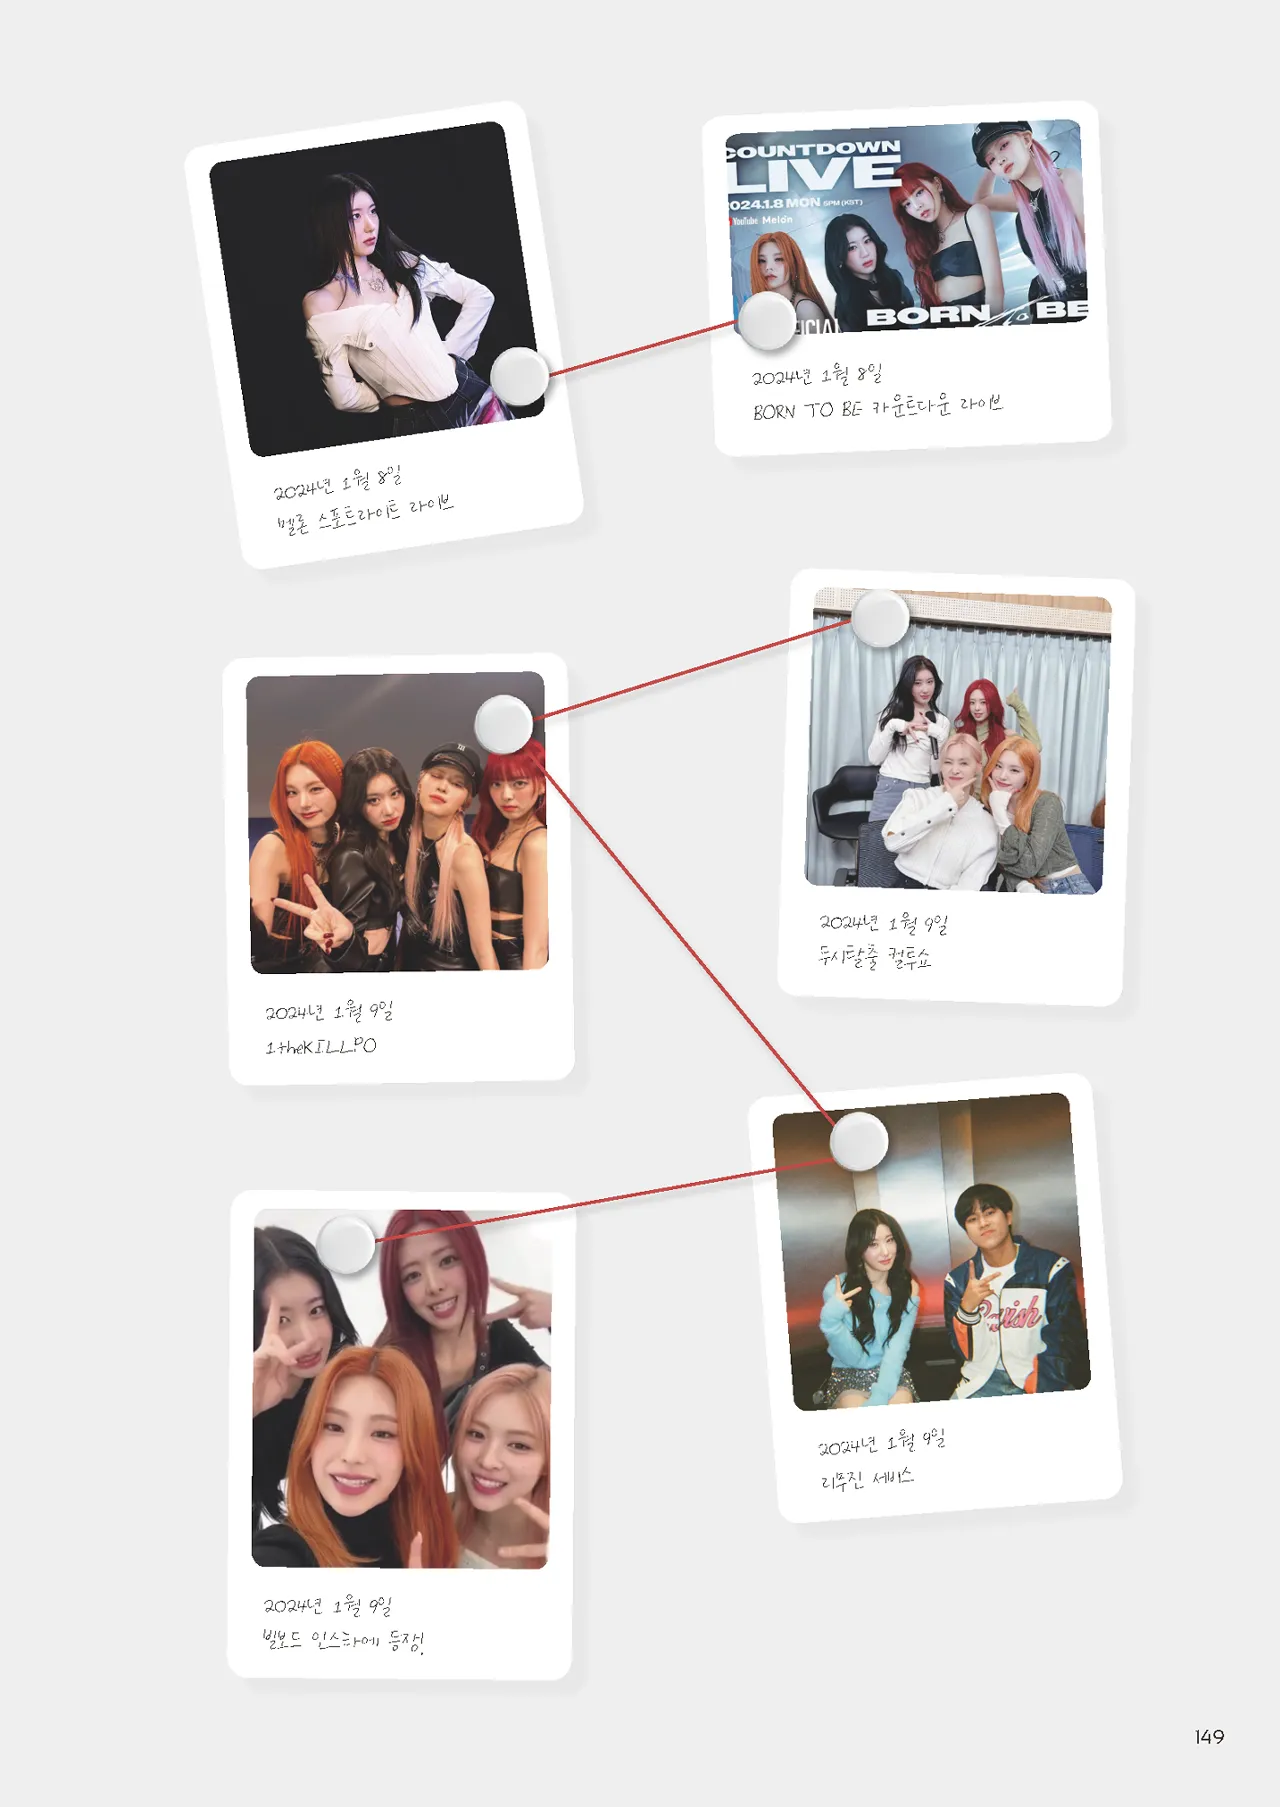 2024년 1월 8일
멜론 스포트라이트 라이브
COUNTDOWN
LIVE
2024.1.8 MON 5PM (KST)
YouTube Melon
BORN To BE
2024년 1월 8일
BORN TO BE 카운트다운 라이브
2024년 1월 9일
1theKILLPO
2024년 1월 9일
두시탈출 컬투쇼
2024년 1월 9일
빌보드 인스타에 등장!
2024년 1월 9일
리무진 서비스
149